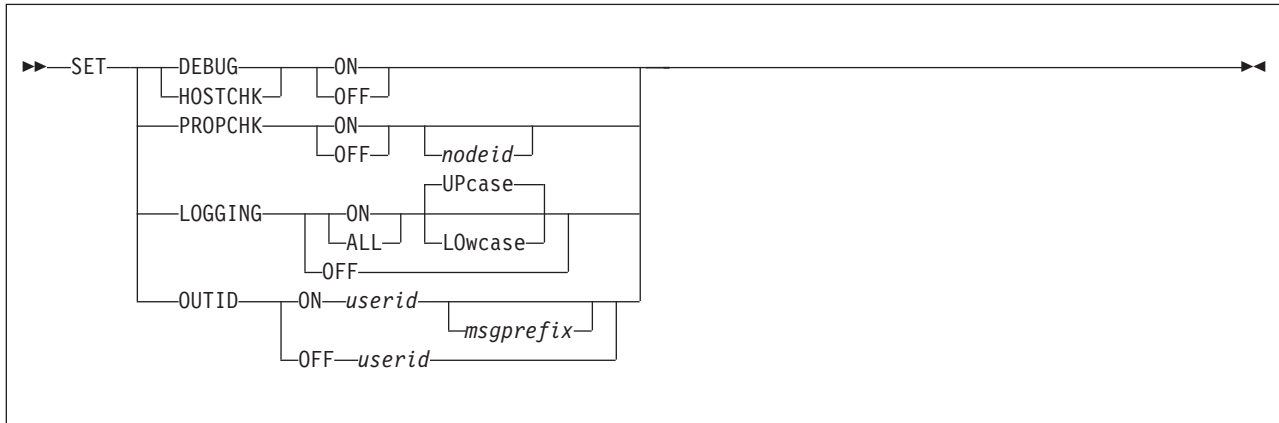 SET DEBUG ON
HOSTCHK OFF
PROPCHK ON
OFF nodeid
UPcase
LOGGING ON
ALL LOwcase
OFF
OUTID ON userid
msgprefix
OFF userid